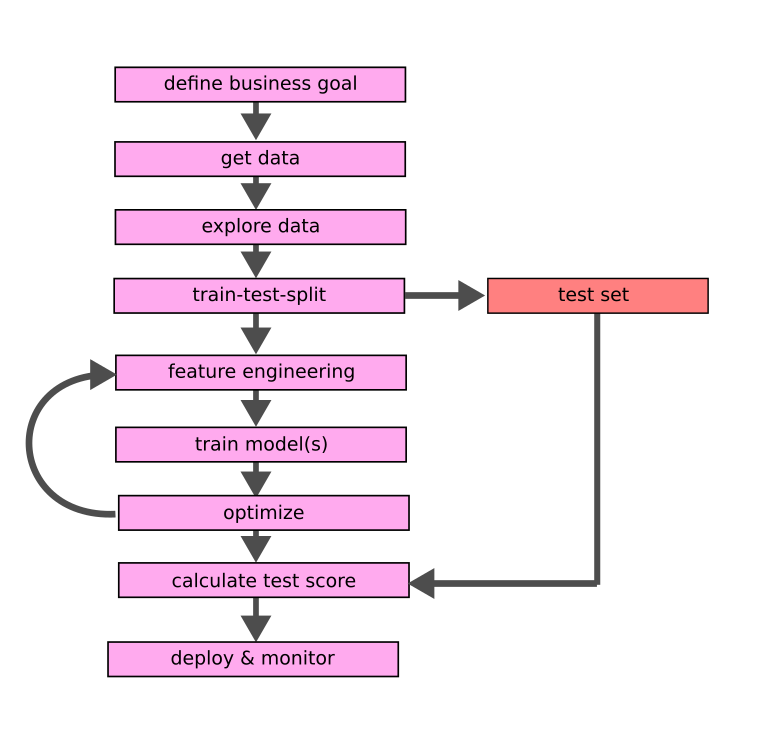 define business goal
get data
explore data
train-test-split
test set
feature engineering
train model(s)
optimize
calculate test score
deploy & monitor